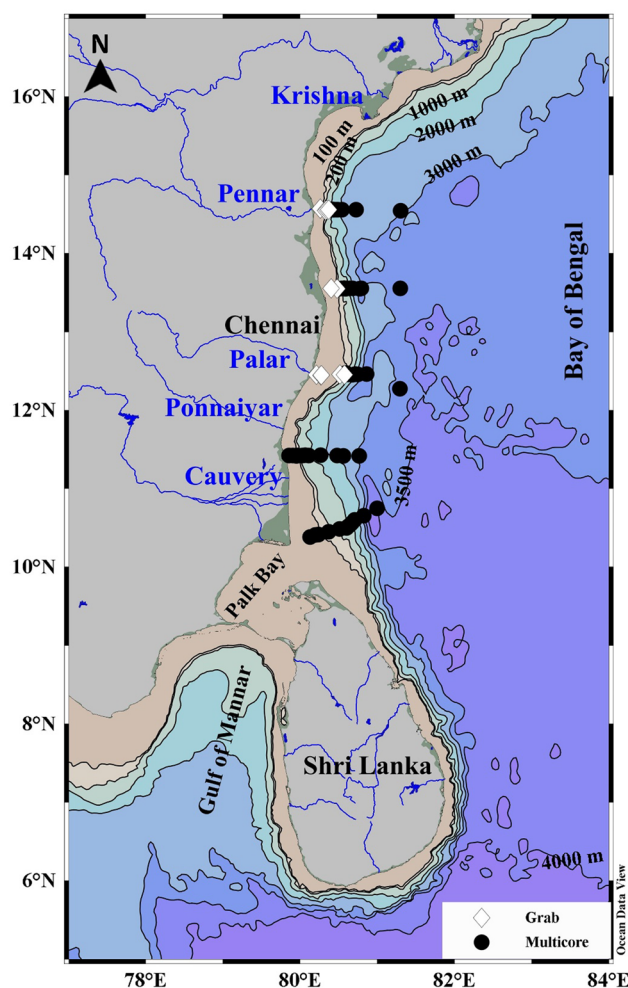 N
16°N
14°N
12°N
10°N
8°N
6°N
Krishna
1000 m
2000 m
3000 m
100 m
200 m
Pennar
Bay of Bengal
Chennai
Palar
Ponnaiyar
Cauvery
3500 m
Palk Bay
Gulf of Mannar
Shri Lanka
4000 m
Grab
Multicore
Ocean Data View
78°E
80°E
82°E
84°E